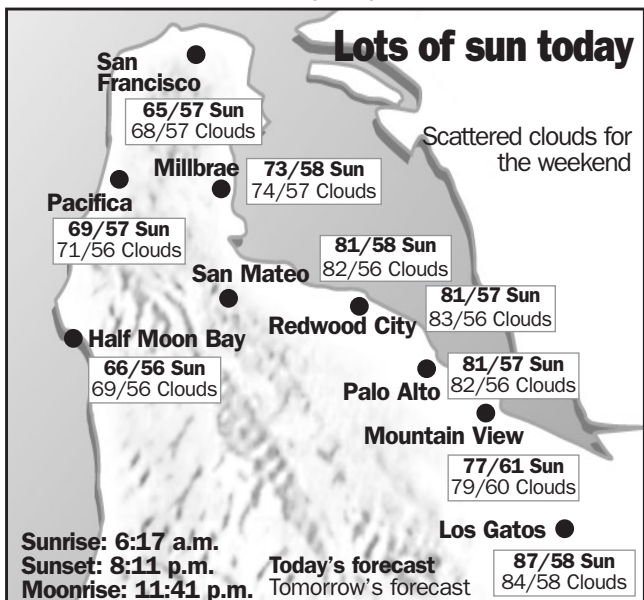 Lots of sun today
Scattered clouds for
the weekend
San
Francisco
65/57 Sun
68/57 Clouds
Millbrae
73/58 Sun
74/57 Clouds
Pacifica
69/57 Sun
71/56 Clouds
San Mateo
81/58 Sun
82/56 Clouds
Redwood City
81/57 Sun
83/56 Clouds
Half Moon Bay
66/56 Sun
69/56 Clouds
Palo Alto
81/57 Sun
82/56 Clouds
Mountain View
77/61 Sun
79/60 Clouds
Los Gatos
87/58 Sun
84/58 Clouds
Sunrise: 6:17 a.m.
Sunset: 8:11 p.m.
Moonrise: 11:41 p.m.
Today's forecast
Tomorrow's forecast